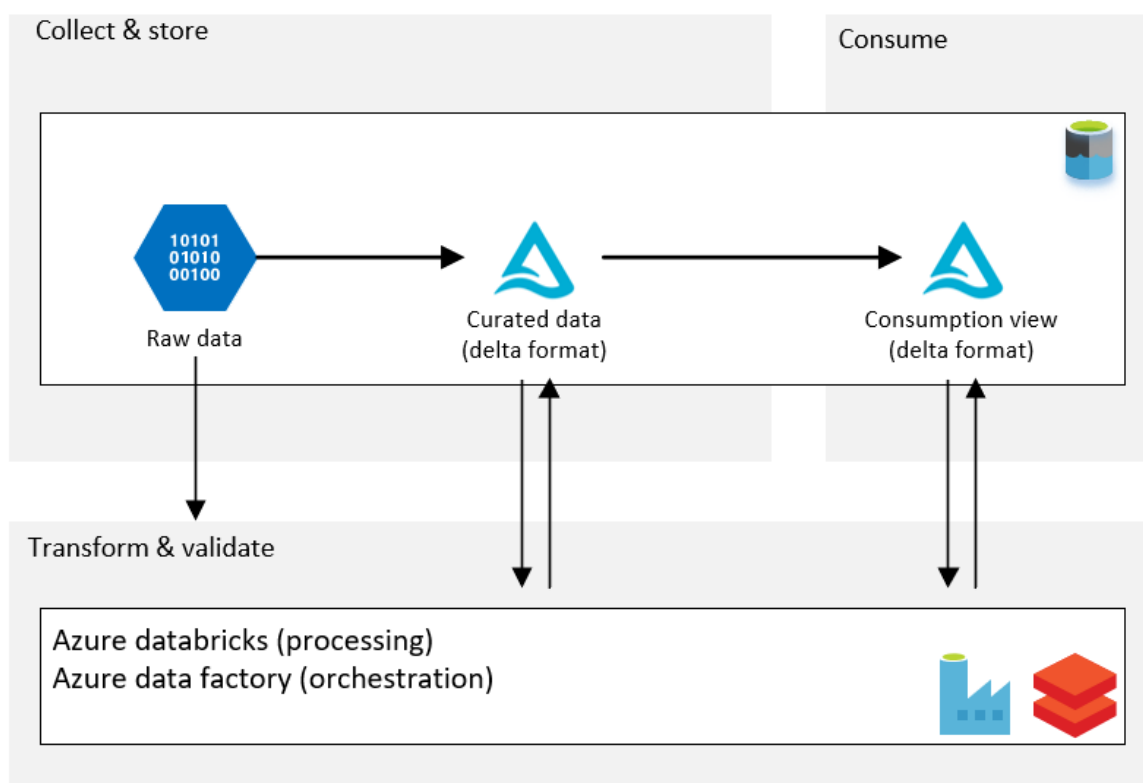 Collect & store
Consume
10101
01010
00100
Raw data
Curated data
(delta format)
Consumption view
(delta format)
Transform & validate
Azure databricks (processing)
Azure data factory (orchestration)